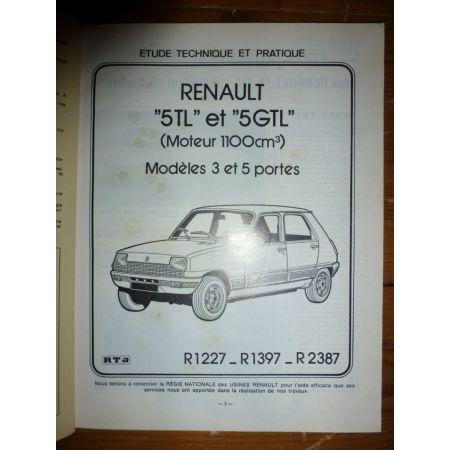 ETUDE TECHNIQUE ET PRATIQUE
RENAULT
"5TL" et "5GTL"
(Moteur 1100cm³)
Modèles 3 et 5 portes
RTa
R1227 _ R1397 _ R2387
Nous tenons à remercier la RÉGIE NATIONALE des USINES RENAULT pour l'aide efficace que ses
services nous ont apportée dans la réalisation de nos travaux